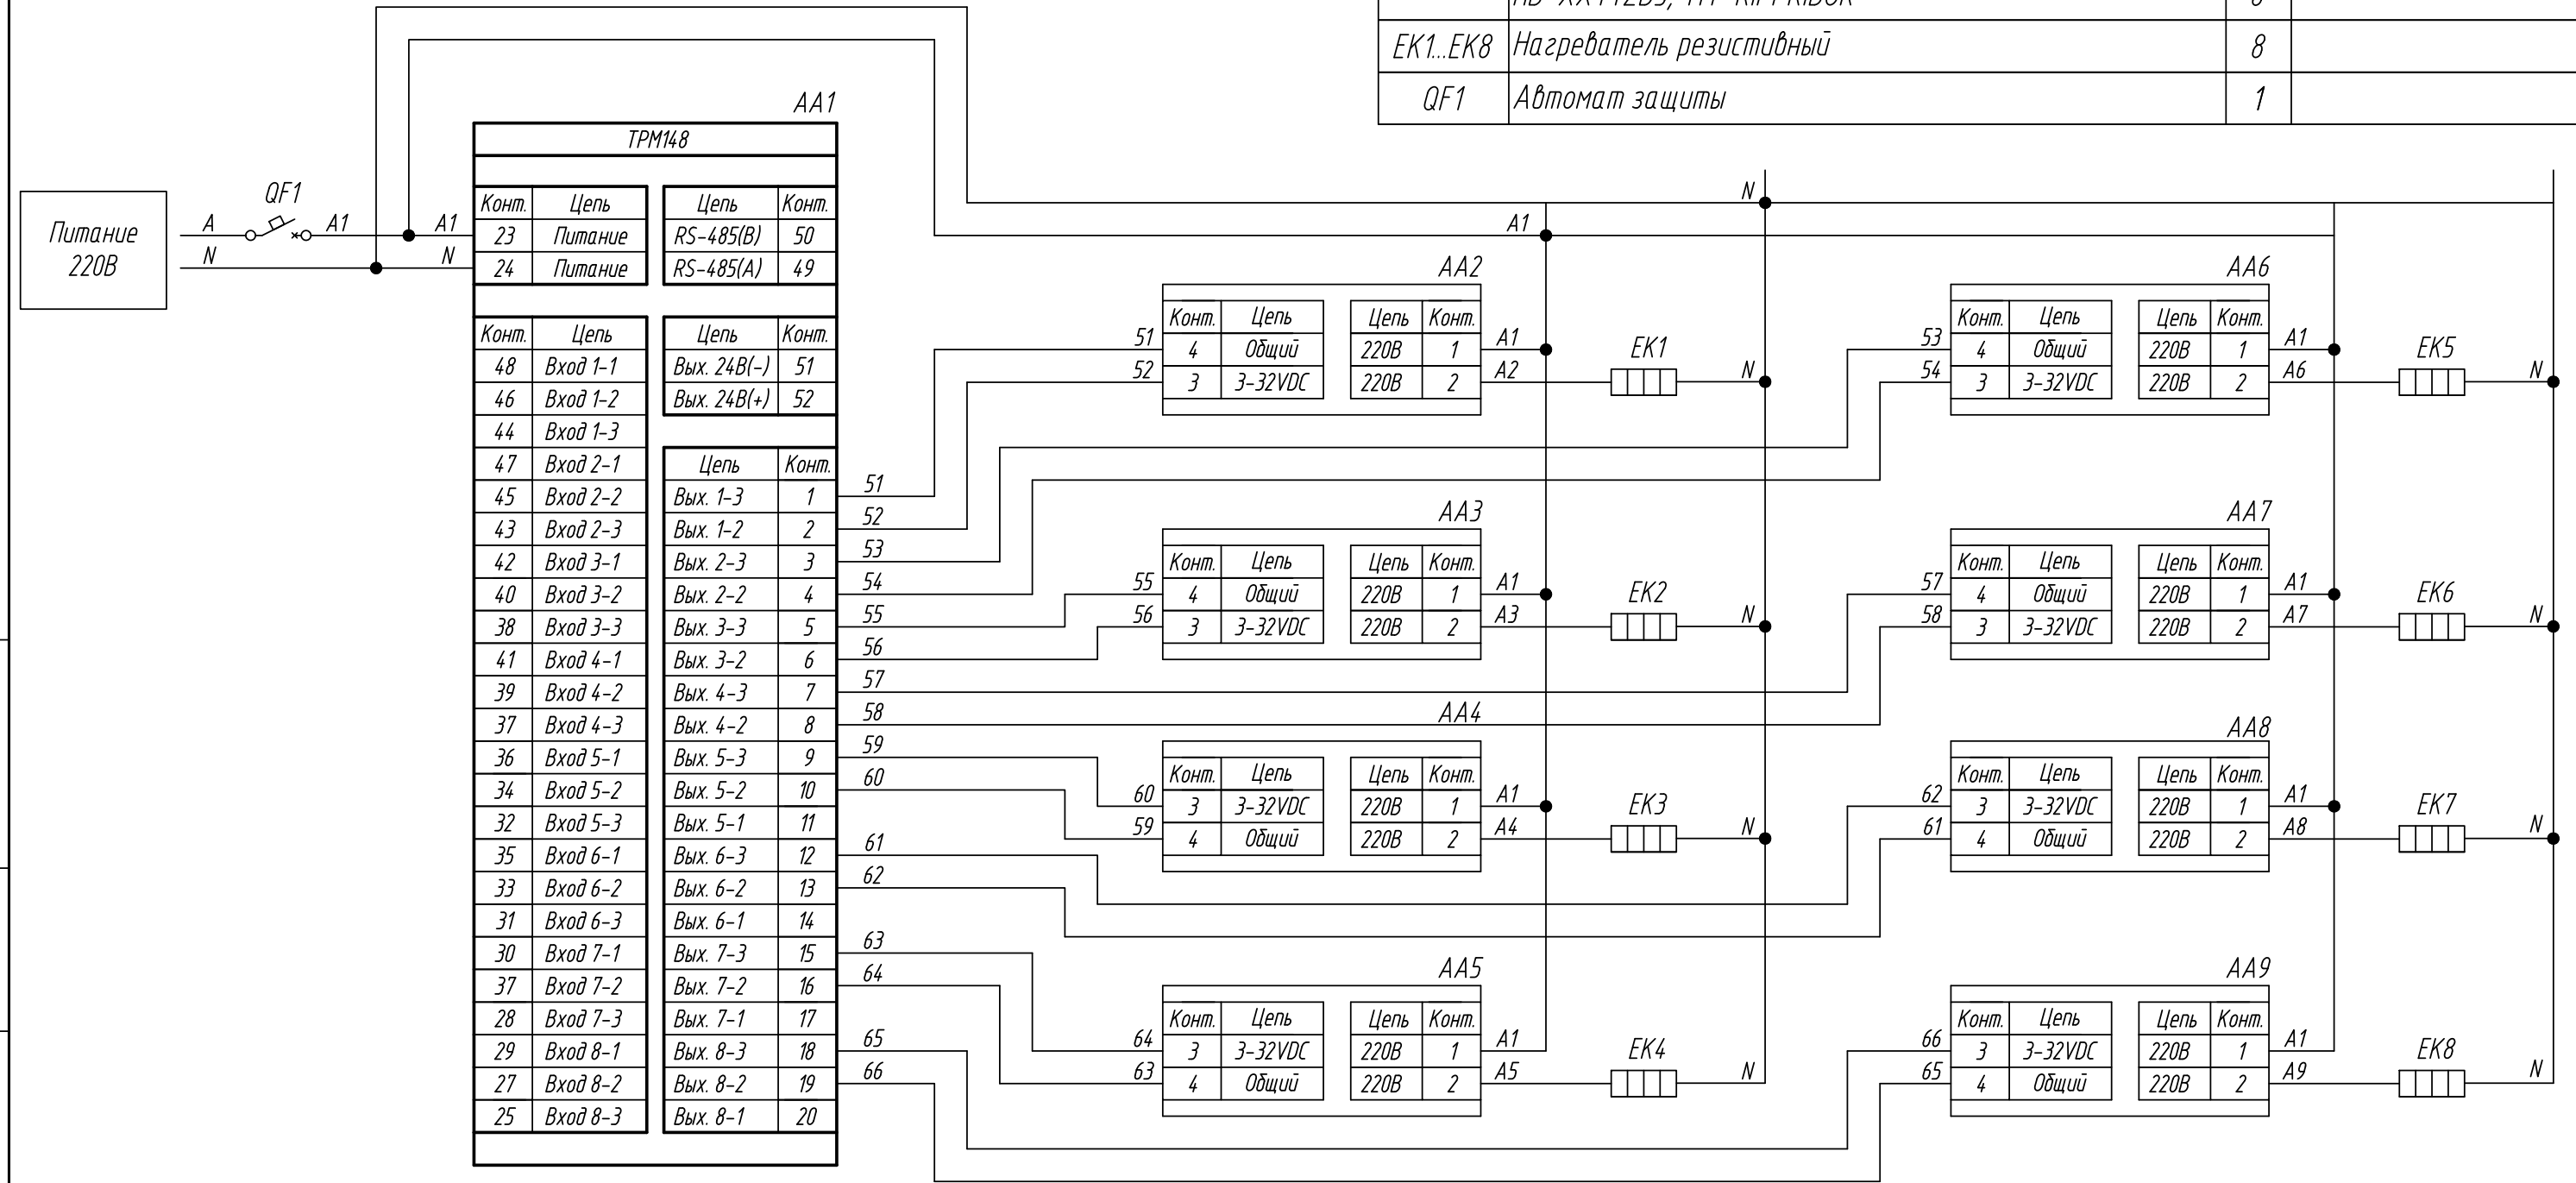 EK1...EK8 Нагреватель резистивный 8
QF1 Автомат защиты 1
Питание
220В
QF1
A A1 A1
N N
AA1
ТРМ148
Конт. Цепь Цепь Конт.
23 Питание RS-485(B) 50
24 Питание RS-485(A) 49
Конт. Цепь Цепь Конт.
48 Вход 1-1 Вых. 24В(-) 51
46 Вход 1-2 Вых. 24В(+) 52
44 Вход 1-3
47 Вход 2-1 Цепь Конт.
45 Вход 2-2 Вых. 1-3 1 51
43 Вход 2-3 Вых. 1-2 2 52
42 Вход 3-1 Вых. 2-3 3 53
40 Вход 3-2 Вых. 2-2 4 54
38 Вход 3-3 Вых. 3-3 5 55
41 Вход 4-1 Вых. 3-2 6 56
39 Вход 4-2 Вых. 4-3 7 57
37 Вход 4-3 Вых. 4-2 8 58
36 Вход 5-1 Вых. 5-3 9 59
34 Вход 5-2 Вых. 5-2 10 60
32 Вход 5-3 Вых. 5-1 11
35 Вход 6-1 Вых. 6-3 12 61
33 Вход 6-2 Вых. 6-2 13 62
31 Вход 6-3 Вых. 6-1 14
30 Вход 7-1 Вых. 7-3 15 63
37 Вход 7-2 Вых. 7-2 16 64
28 Вход 7-3 Вых. 7-1 17
29 Вход 8-1 Вых. 8-3 18 65
27 Вход 8-2 Вых. 8-2 19 66
25 Вход 8-3 Вых. 8-1 20
N
A1
AA2
Конт. Цепь Цепь Конт.
51 4 Общий 220В 1 A1 EK1
52 3 3-32VDC 220В 2 A2 N
AA6
Конт. Цепь Цепь Конт.
53 4 Общий 220В 1 A1 EK5
54 3 3-32VDC 220В 2 A6 N
AA3
Конт. Цепь Цепь Конт.
55 4 Общий 220В 1 A1 EK2
56 3 3-32VDC 220В 2 A3 N
AA7
Конт. Цепь Цепь Конт.
57 4 Общий 220В 1 A1 EK6
58 3 3-32VDC 220В 2 A7 N
AA4
Конт. Цепь Цепь Конт.
60 3 3-32VDC 220В 1 A1 EK3
59 4 Общий 220В 2 A4 N
AA8
Конт. Цепь Цепь Конт.
62 3 3-32VDC 220В 1 A1 EK7
61 4 Общий 220В 2 A8 N
AA5
Конт. Цепь Цепь Конт.
64 3 3-32VDC 220В 1 A1 EK4
63 4 Общий 220В 2 A5 N
AA9
Конт. Цепь Цепь Конт.
66 3 3-32VDC 220В 1 A1 EK8
65 4 Общий 220В 2 A9 N